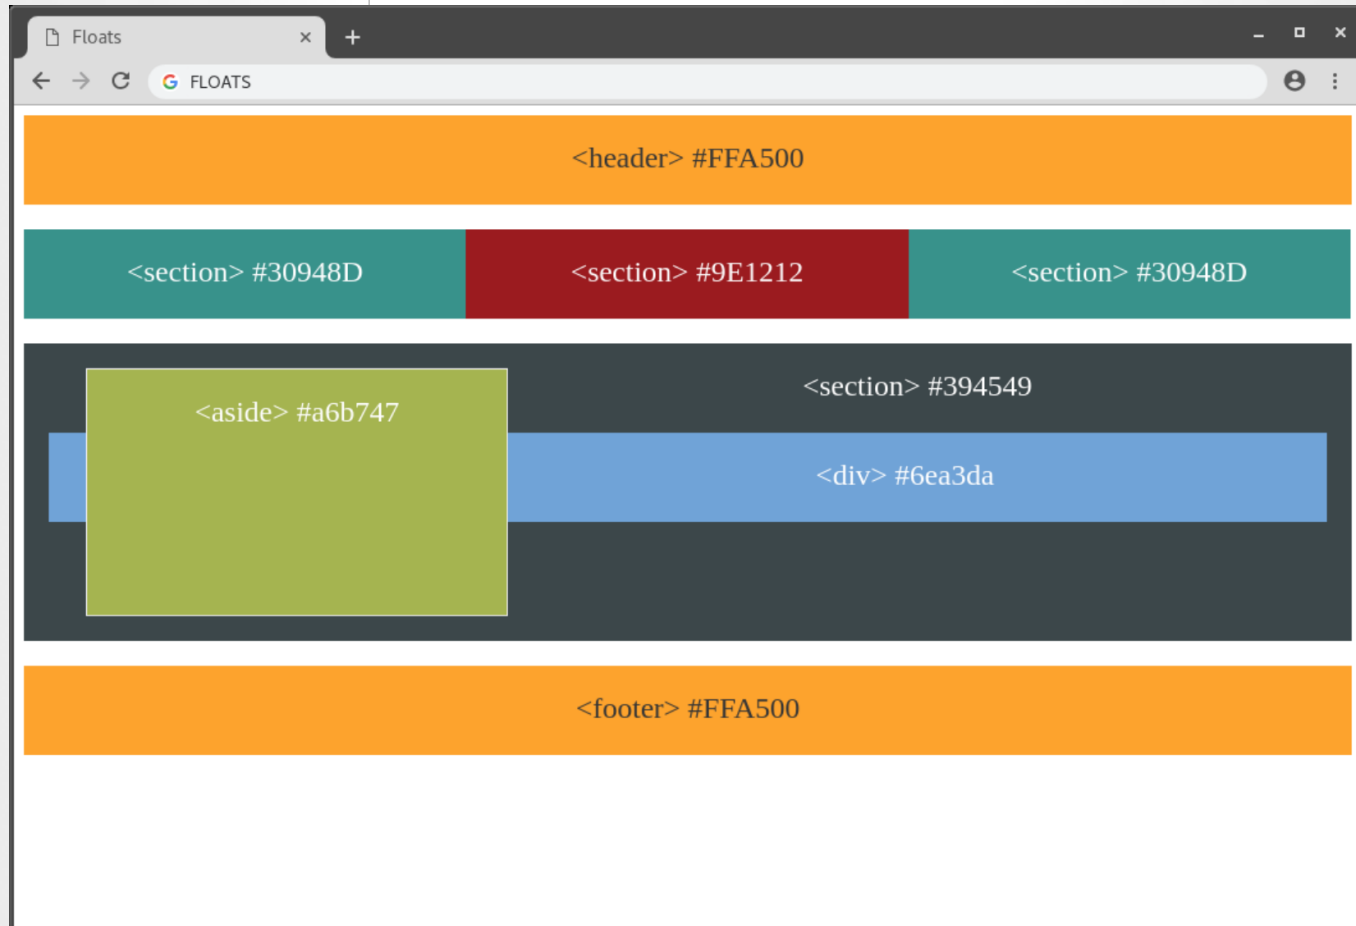 Floats
FLOATS
<header> #FFA500
<section> #30948D
<section> #9E1212
<section> #30948D
<section> #394549
<aside> #a6b747
<div> #6ea3da
<footer> #FFA500